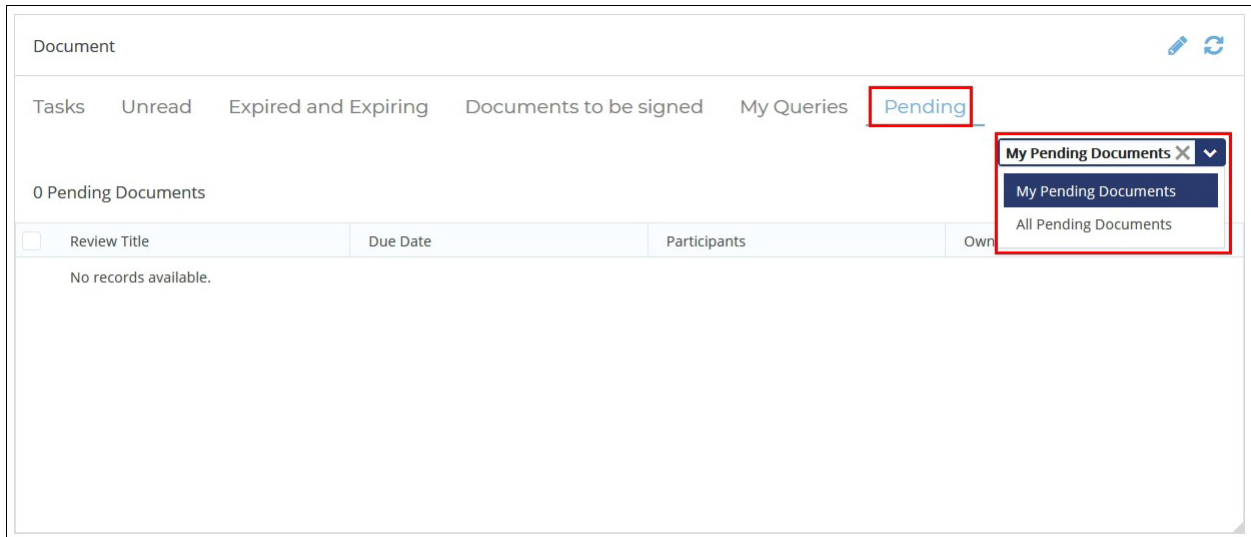 Document
Tasks Unread Expired and Expiring Documents to be signed My Queries Pending
My Pending Documents
0 Pending Documents
My Pending Documents
All Pending Documents
Review Title Due Date Participants Own
No records available.